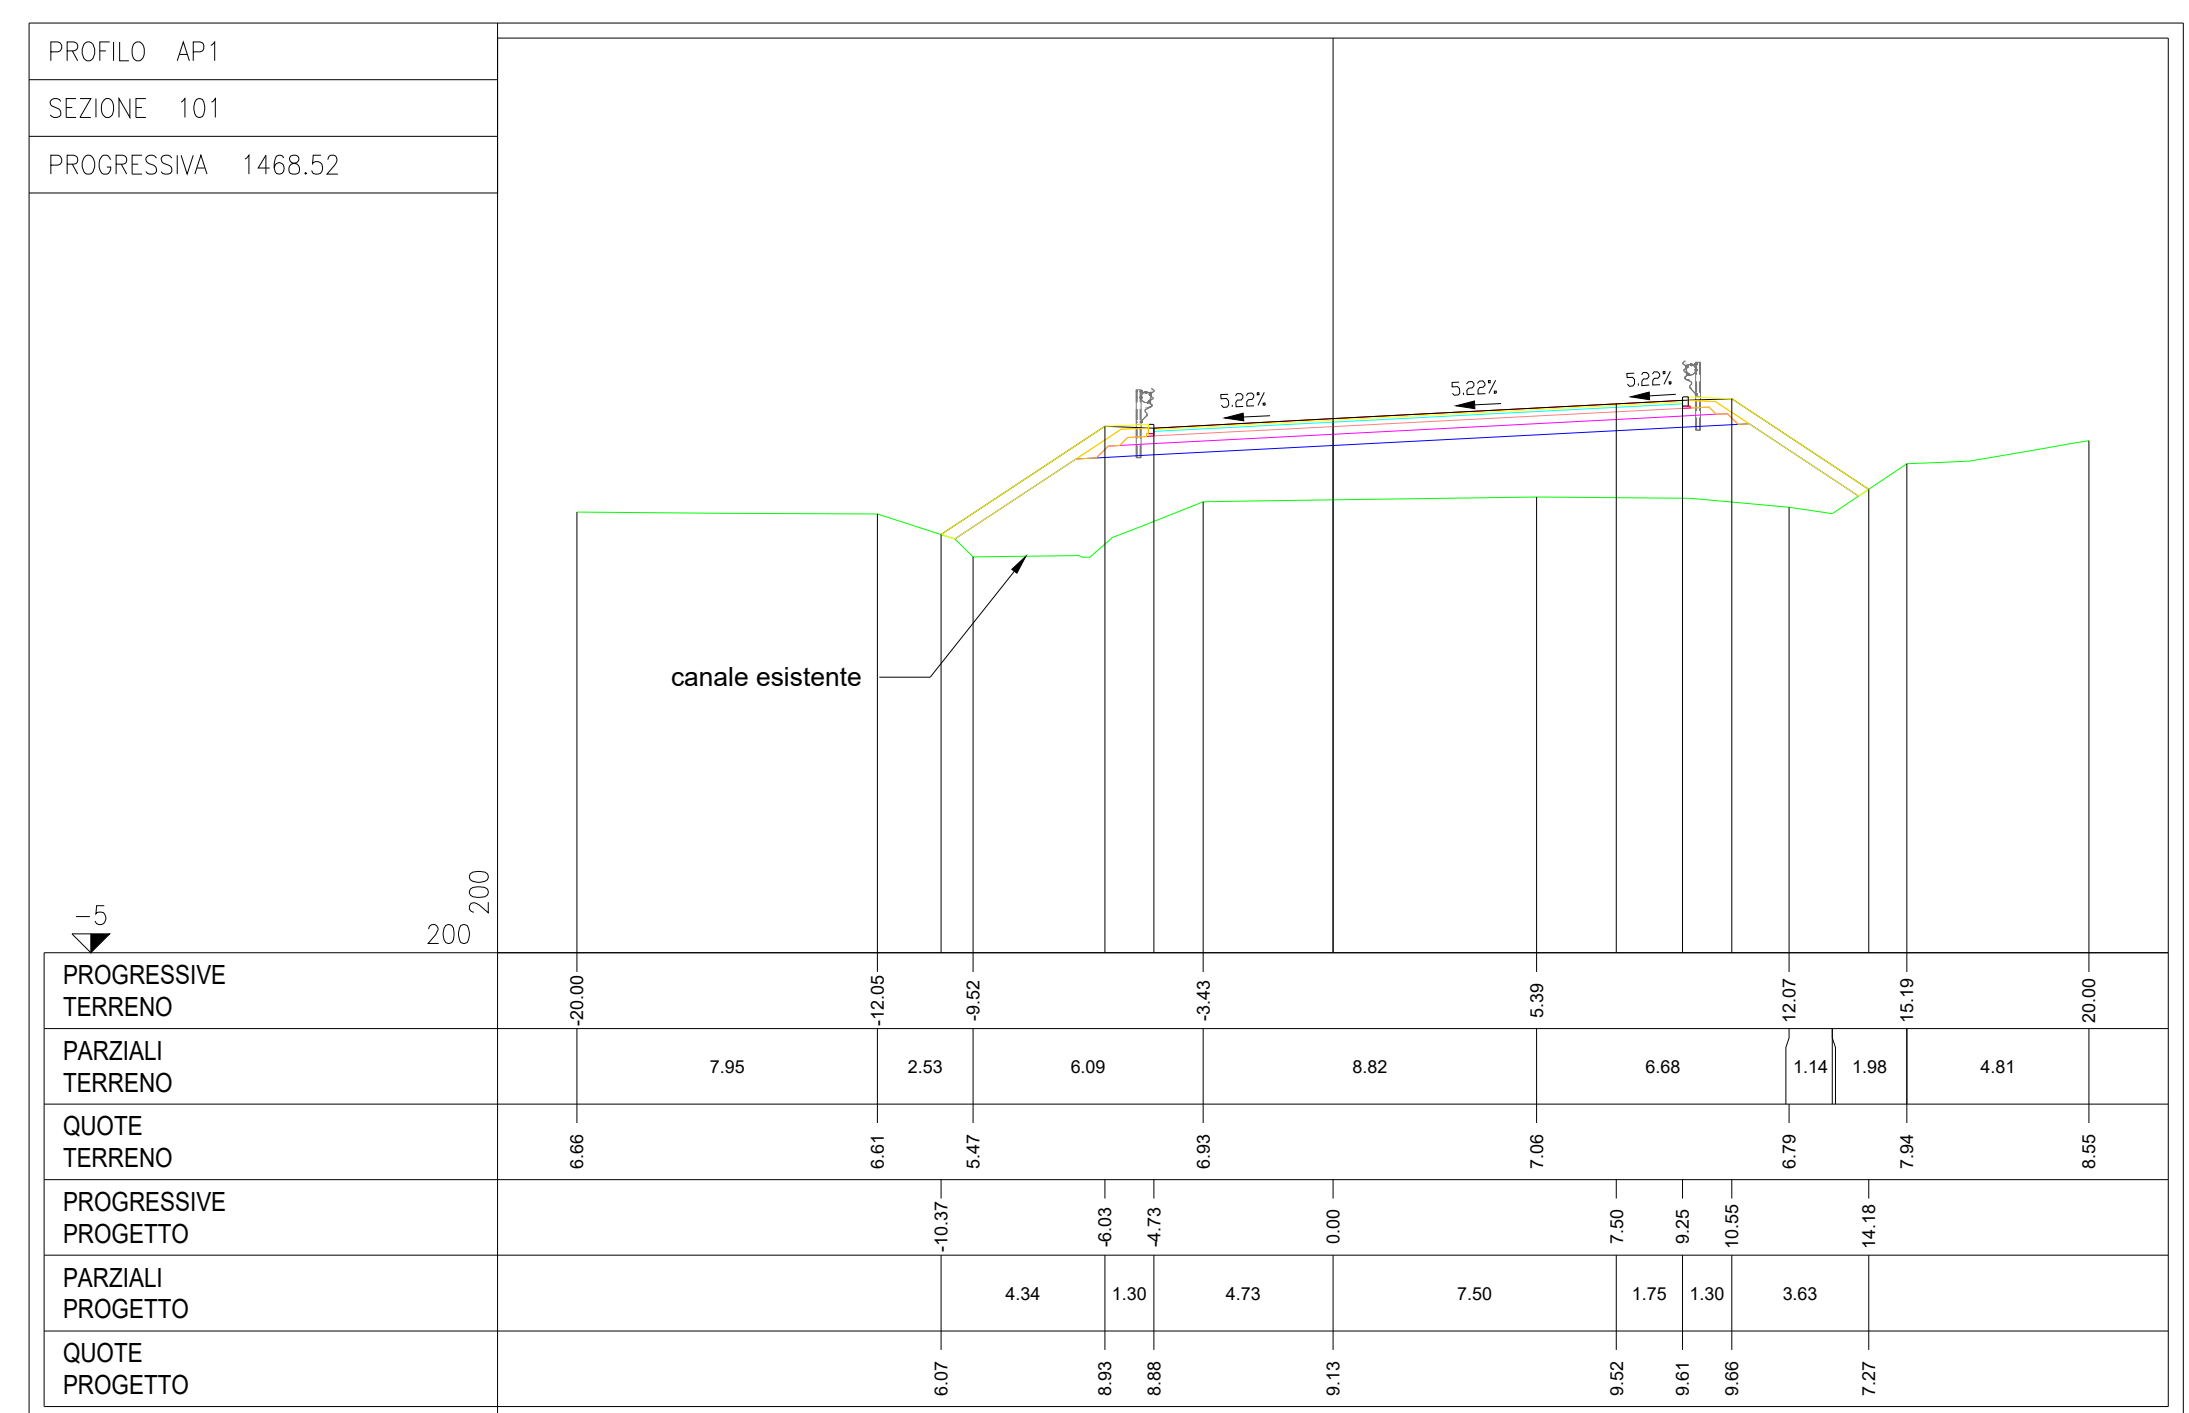 PROFILO AP1
SEZIONE 101
PROGRESSIVA 1468.52
5.22%
5.22%
5.22%
canale esistente
-5
200
200
PROGRESSIVE
TERRENO
-20.00 -12.05 -9.52 -3.43 5.39 12.07 15.19 20.00
PARZIALI
TERRENO
7.95 2.53 6.09 8.82 6.68 1.14 1.98 4.81
QUOTE
TERRENO
6.66 6.61 5.47 6.93 7.06 6.79 7.94 8.55
PROGRESSIVE
PROGETTO
-10.37 -6.03 -4.73 0.00 7.50 9.25 10.55 14.18
PARZIALI
PROGETTO
4.34 1.30 4.73 7.50 1.75 1.30 3.63
QUOTE
PROGETTO
6.07 8.93 8.88 9.13 9.52 9.61 9.66 7.27